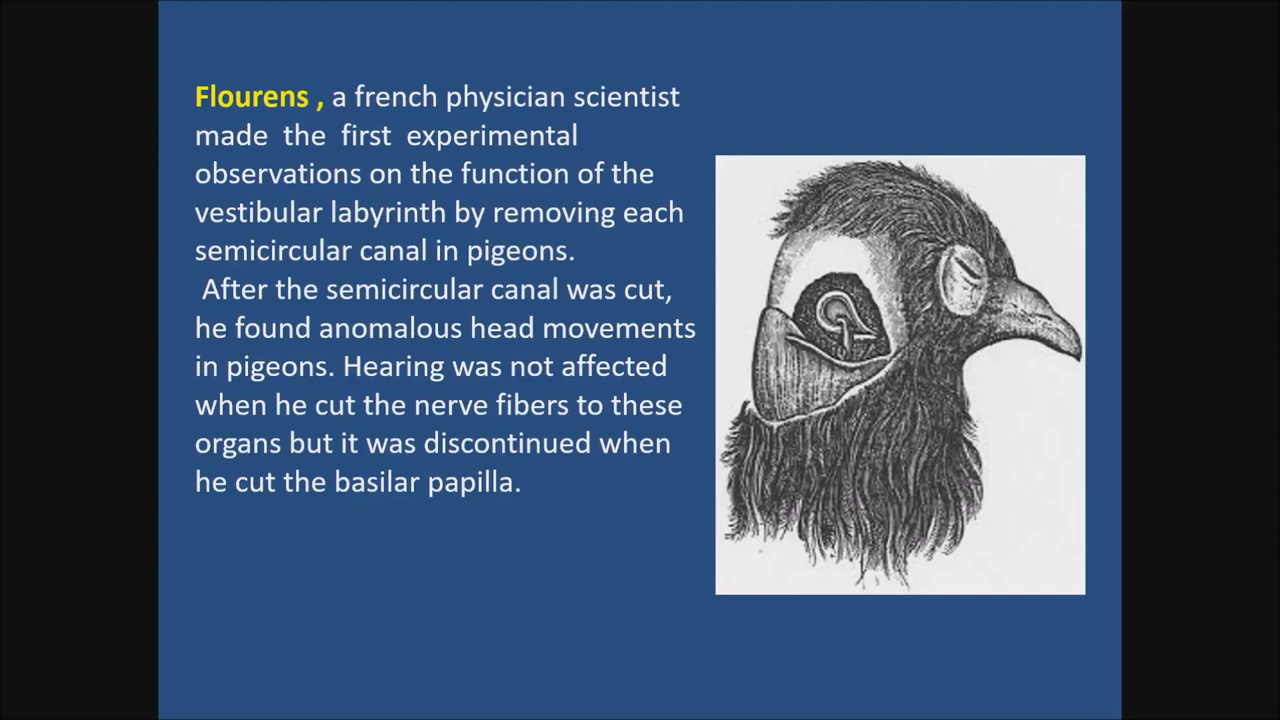 Flourens , a french physician scientist
made the first experimental
observations on the function of the
vestibular labyrinth by removing each
semicircular canal in pigeons.
After the semicircular canal was cut,
he found anomalous head movements
in pigeons. Hearing was not affected
when he cut the nerve fibers to these
organs but it was discontinued when
he cut the basilar papilla.